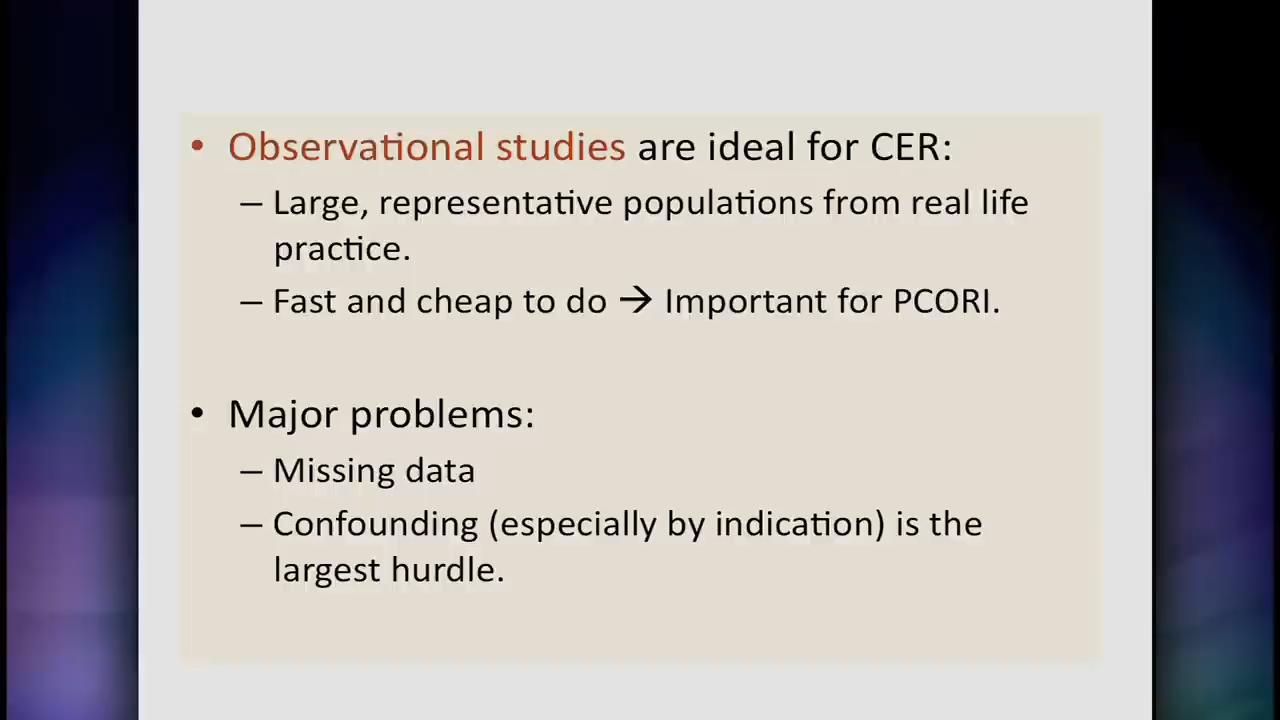 • Observational studies are ideal for CER:
– Large, representative populations from real life
practice.
– Fast and cheap to do → Important for PCORI.
• Major problems:
– Missing data
– Confounding (especially by indication) is the
largest hurdle.